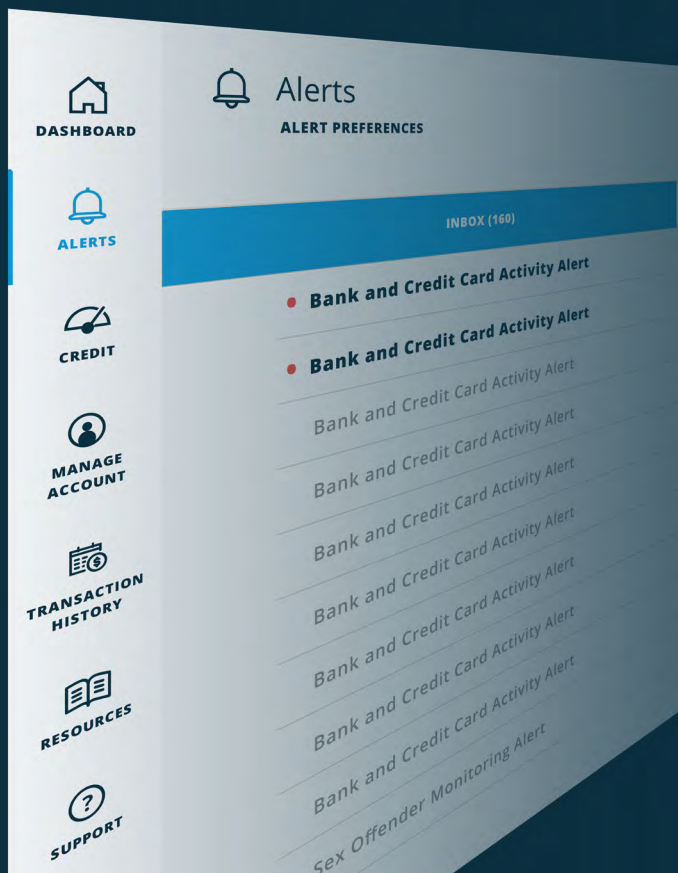 DASHBOARD
ALERTS
CREDIT
MANAGE
ACCOUNT
TRANSACTION
HISTORY
RESOURCES
SUPPORT
Alerts
ALERT PREFERENCES
INBOX (160)
Bank and Credit Card Activity Alert
Bank and Credit Card Activity Alert
Bank and Credit Card Activity Alert
Bank and Credit Card Activity Alert
Bank and Credit Card Activity Alert
Bank and Credit Card Activity Alert
Bank and Credit Card Activity Alert
Bank and Credit Card Activity Alert
Bank and Credit Card Activity Alert
Sex Offender Monitoring Alert